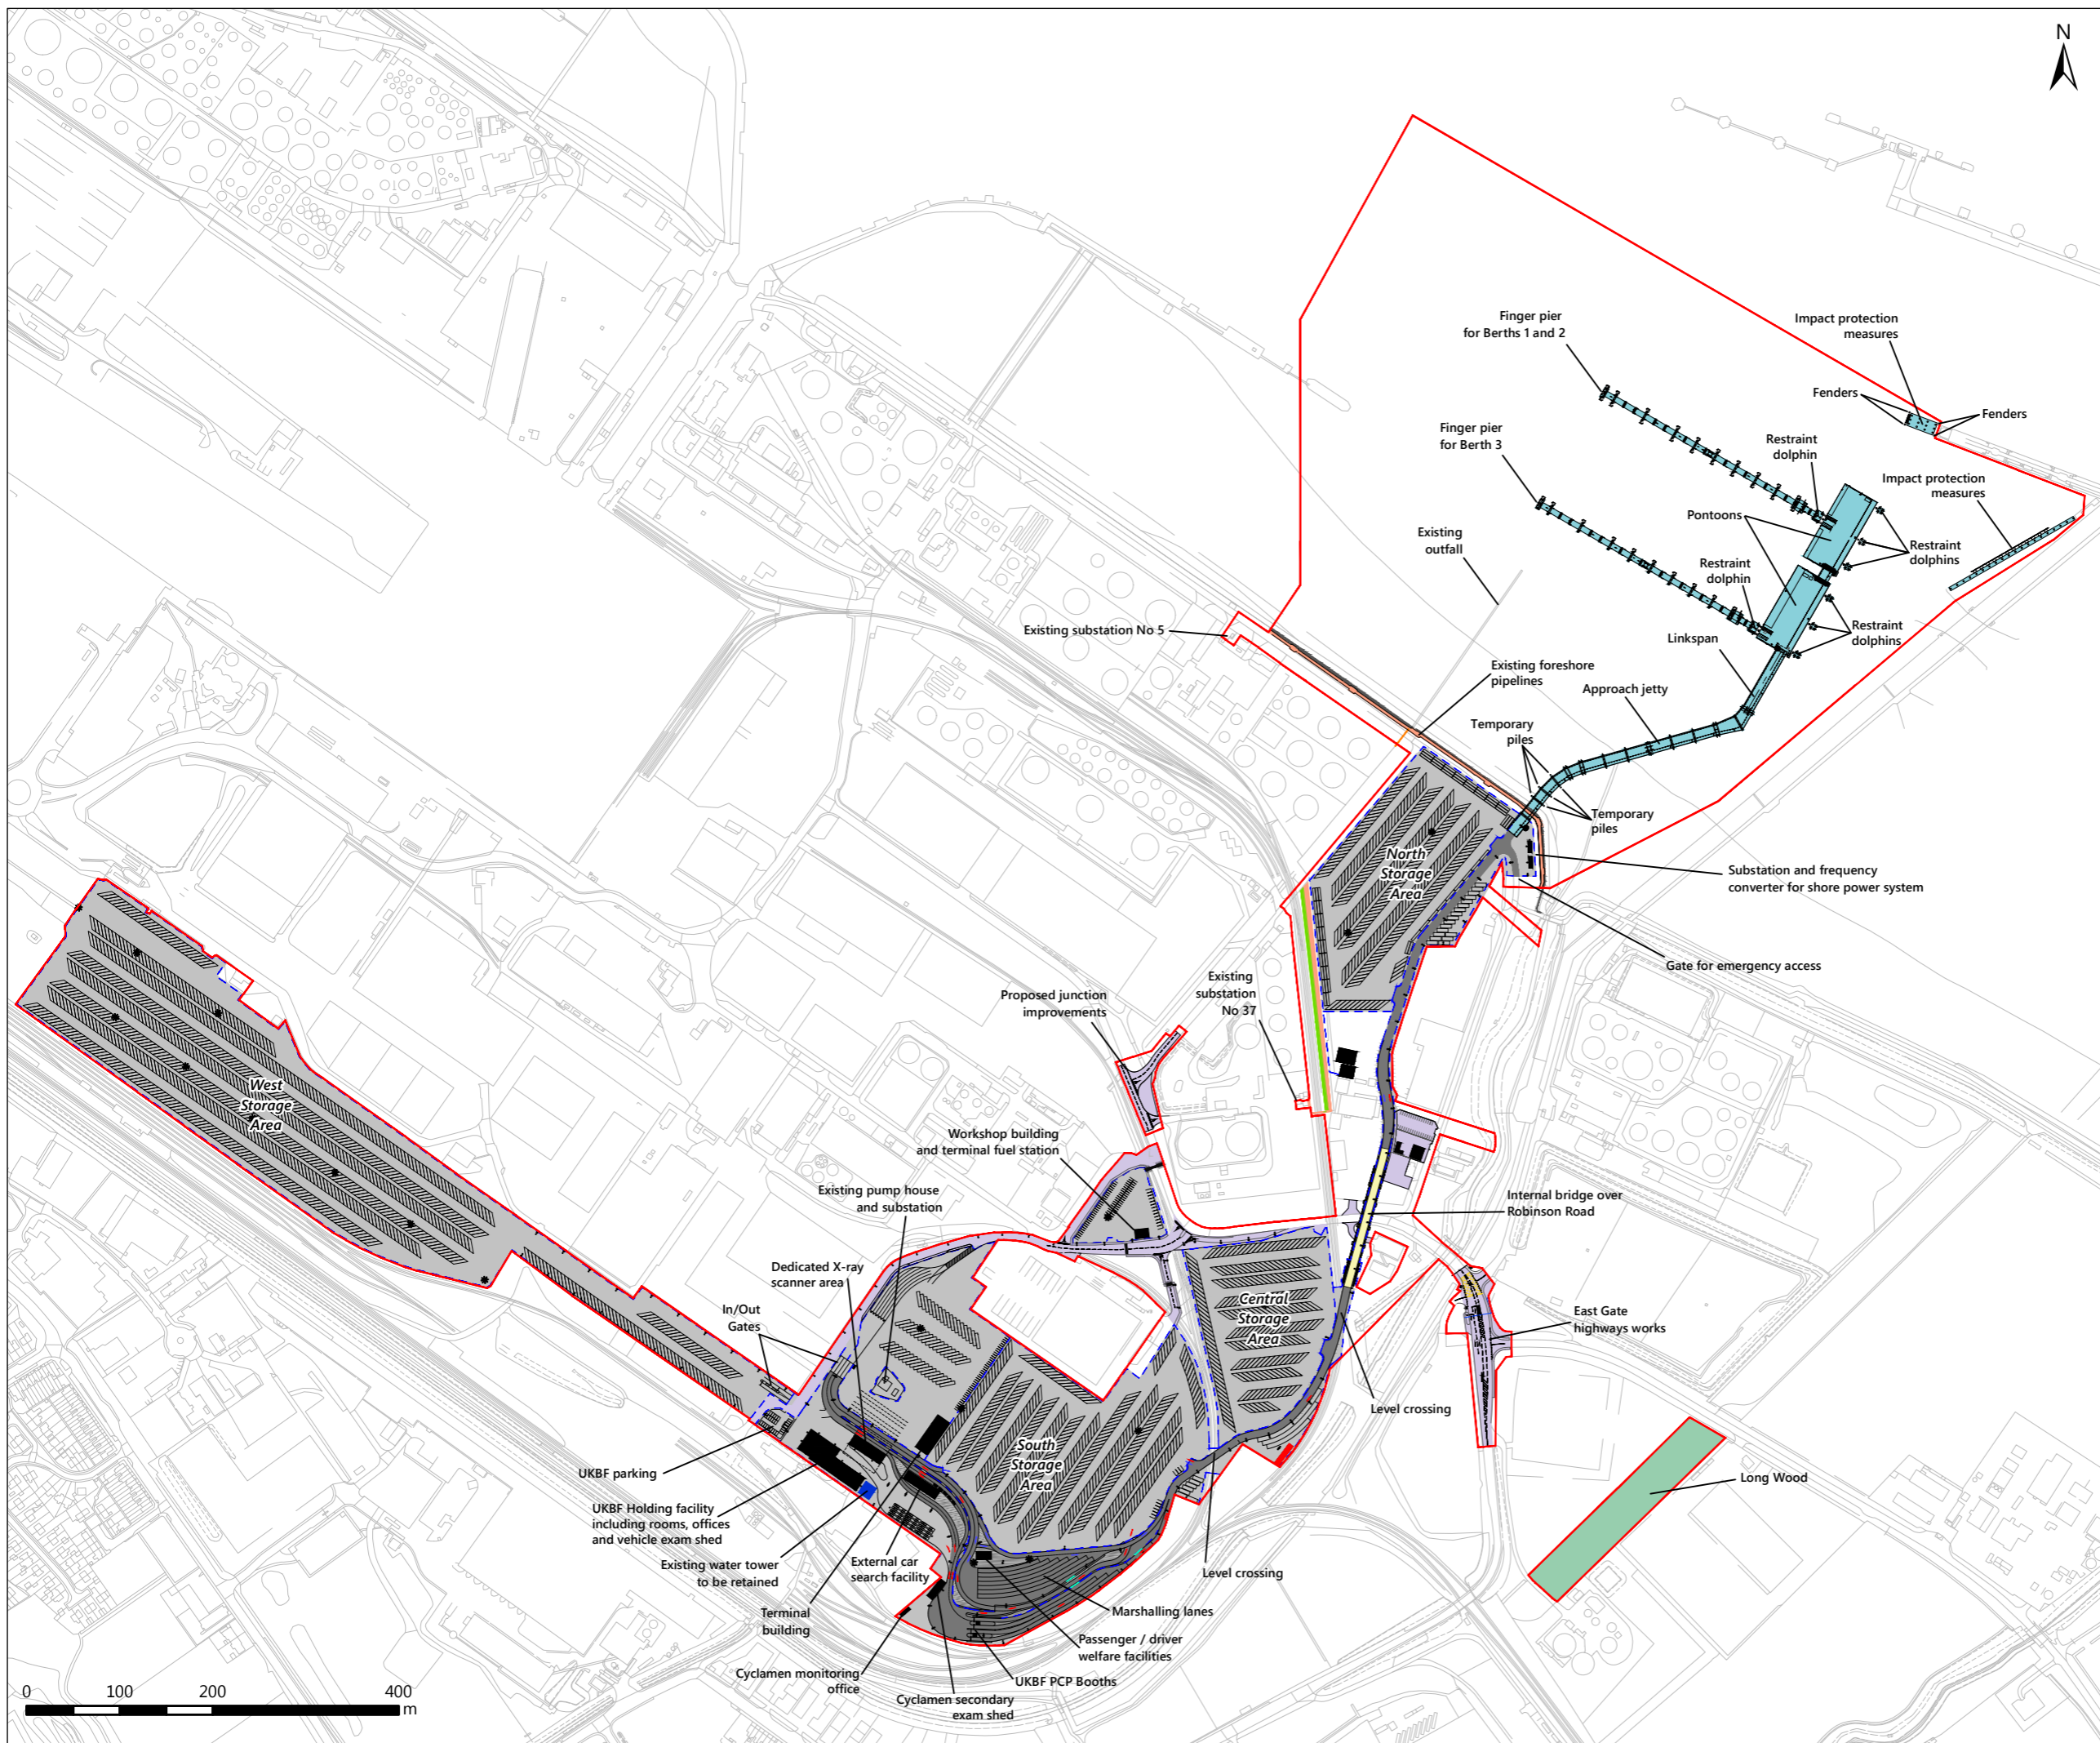 N
Finger pier
for Berths 1 and 2
Impact protection
measures
Fenders
Fenders
Finger pier
for Berth 3
Restraint
dolphin
Impact protection
measures
Pontoons
Existing
outfall
Restraint
dolphins
Restraint
dolphin
Existing substation No 5
Restraint
dolphins
Linkspan
Existing foreshore
pipelines
Approach jetty
Temporary
piles
Temporary
piles
North
Storage
Area
Substation and frequency
converter for shore power system
Gate for emergency access
Existing
substation
No 37
Proposed junction
improvements
West
Storage
Area
Workshop building
and terminal fuel station
Existing pump house
and substation
Internal bridge over
Robinson Road
Dedicated X-ray
scanner area
In/Out
Gates
Central
Storage
Area
East Gate
highways works
Level crossing
South
Storage
Area
UKBF parking
Long Wood
UKBF Holding facility
including rooms, offices
and vehicle exam shed
Existing water tower
to be retained
External car
search facility
Level crossing
Terminal
building
Marshalling lanes
Passenger / driver
welfare facilities
Cyclamen monitoring
office
UKBF PCP Booths
Cyclamen secondary
exam shed
0 100 200 400
m